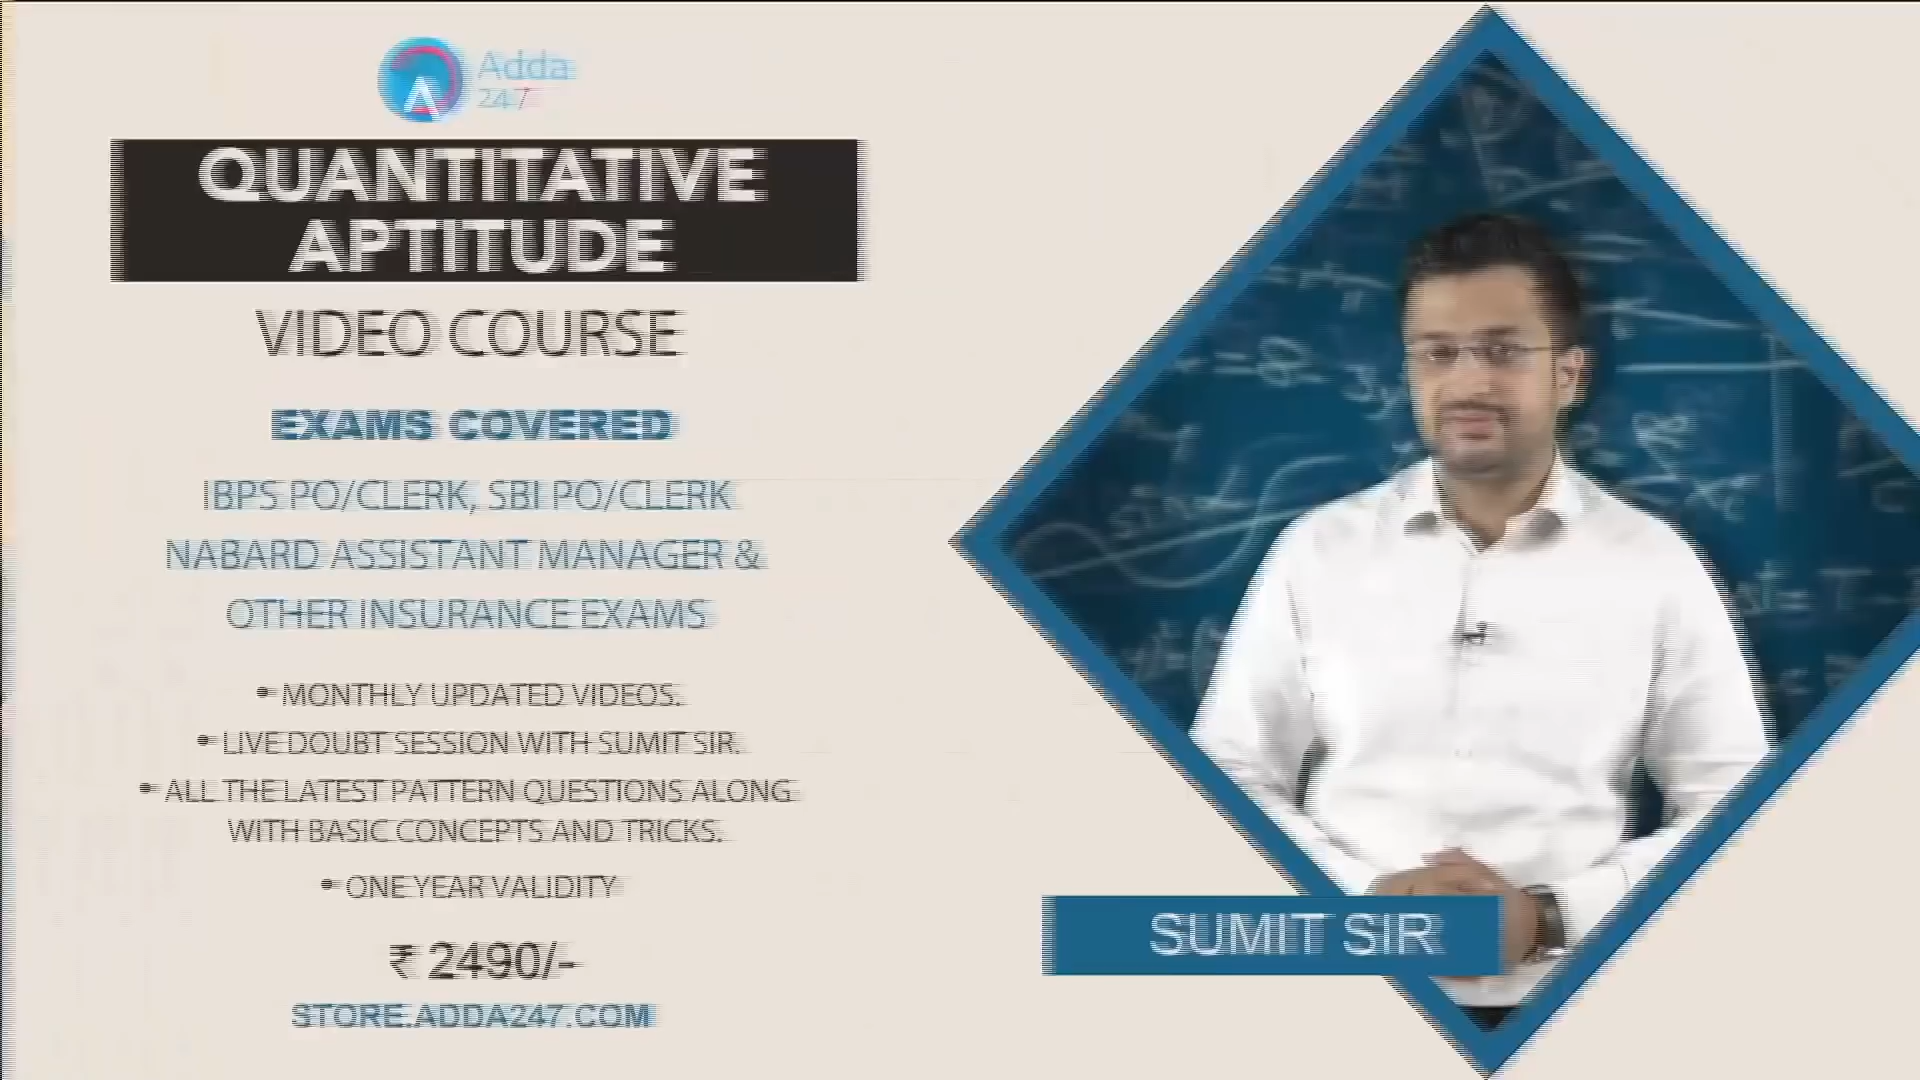 Adda
247
QUANTITATIVE
APTITUDE
VIDEO COURSE
EXAMS COVERED
IBPS PO/CLERK, SBI PO/CLERK
NABARD ASSISTANT MANAGER &
OTHER INSURANCE EXAMS
• MONTHLY UPDATED VIDEOS.
• LIVE DOUBT SESSION WITH SUMIT SIR.
• ALL THE LATEST PATTERN QUESTIONS ALONG
WITH BASIC CONCEPTS AND TRICKS.
• ONE YEAR VALIDITY
₹ 2490/-
STORE.ADDA247.COM
SUMIT SIR